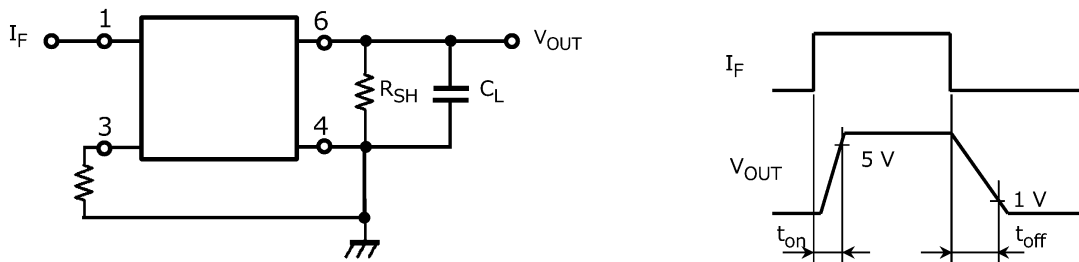 1
6
I_F
V_OUT
R_SH
C_L
3
4
I_F
V_OUT
5 V
1 V
t_on
t_off